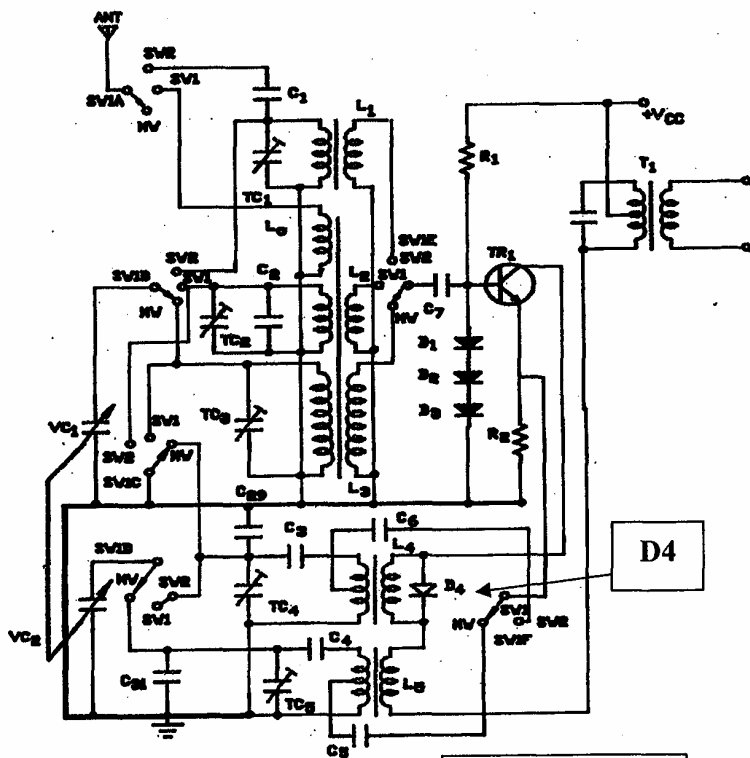 ANT
SW2
SW1
SW1A
MW
C1
L1
+VCC
R1
T1
TC1
L0
SW1E
SW2
SW2
SW1B
SW1
C2
L2
SW1
TR1
MW
C7
MW
TC2
D1
D2
VC1
SW1
TC3
D3
SW2
MW
R2
SW1C
L3
C29
C6
C3
SW1D
L4
D4
D4
MW
SW2
TC4
SW1
MW
SW2
SW1
SW1F
VC2
C4
C31
TC5
L5
C5